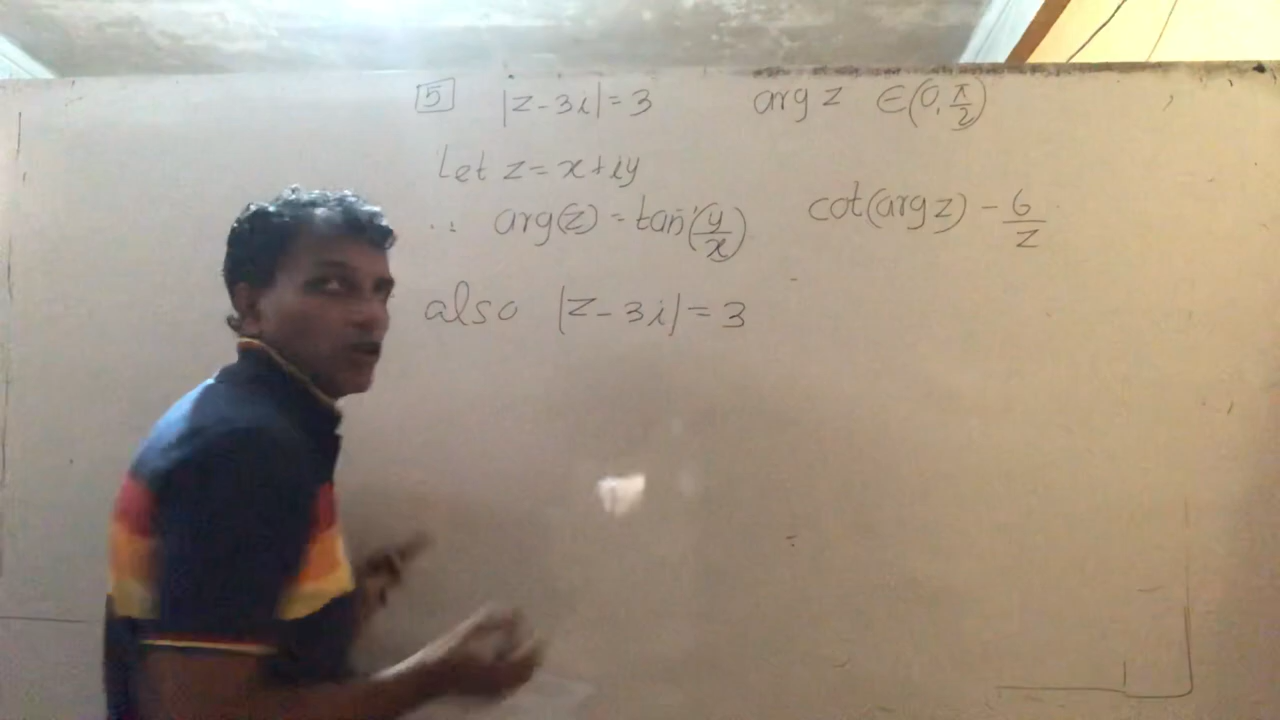 5 |z-3i|=3 arg z ∈(0,π/2)
Let z=x+iy
∴ arg(z)=tan⁻¹(y/x) cot(arg z) - 6/z
also |z-3i|=3